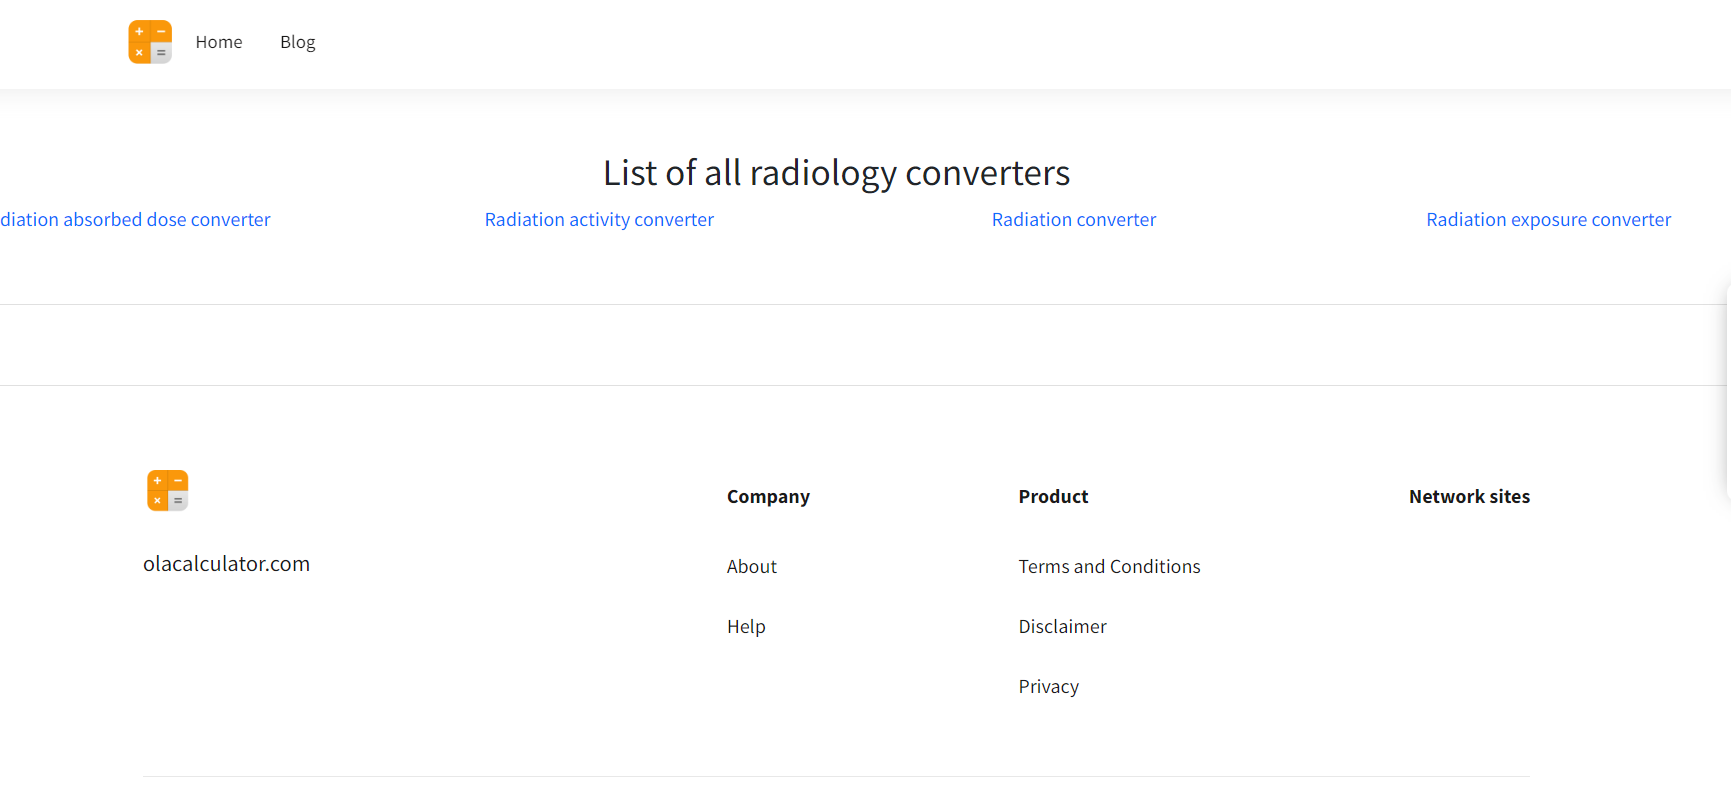 Home Blog
List of all radiology converters
diation absorbed dose converter Radiation activity converter Radiation converter Radiation exposure converter
Company Product Network sites
olacalculator.com
About Terms and Conditions
Help Disclaimer
Privacy